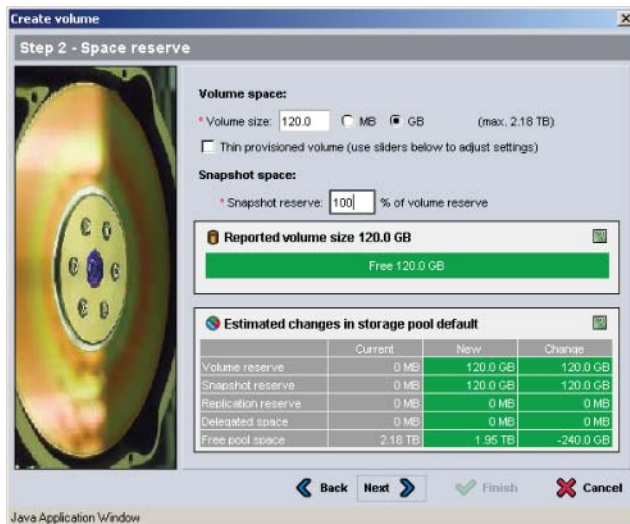 Create volume
Step 2 - Space reserve
Volume space:
* Volume size: 120.0 MB GB (max. 2.18 TB)
Thin provisioned volume (use sliders below to adjust settings)
Snapshot space:
* Snapshot reserve: 100 % of volume reserve
Reported volume size 120.0 GB
Free 120.0 GB
Estimated changes in storage pool default
Current New Change
Volume reserve 0 MB 120.0 GB 120.0 GB
Snapshot reserve 0 MB 120.0 GB 120.0 GB
Replication reserve 0 MB 0 MB 0 MB
Delegated space 0 MB 0 MB 0 MB
Free pool space 2.18 TB 1.95 TB -240.0 GB
Back Next Finish Cancel
Java Application Window